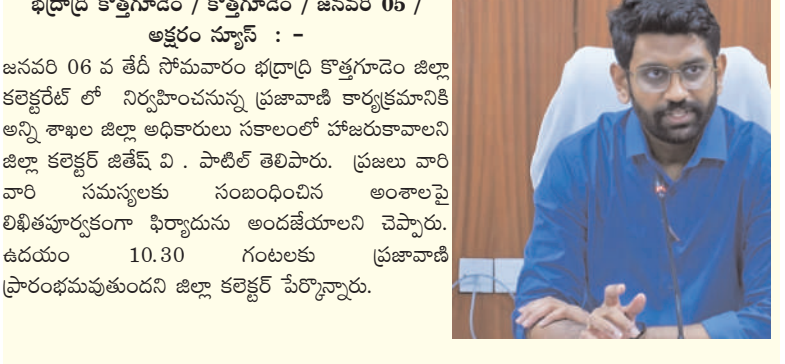 భద్రాద్రి కొత్తగూడెం / కొత్తగూడెం / జనవరి 05 /
అక్షరం న్యూస్ : -
జనవరి 06 వ తేదీ సోమవారం భద్రాద్రి కొత్తగూడెం జిల్లా
కలెక్టరేట్ లో నిర్వహించనున్న ప్రజావాణి కార్యక్రమానికి
అన్ని శాఖల జిల్లా అధికారులు సకాలంలో హాజరుకావాలని
జిల్లా కలెక్టర్ జితేష్ వి . పాటిల్ తెలిపారు. ప్రజలు వారి
వారి సమస్యలకు సంబంధించిన అంశాలపై
లిఖితపూర్వకంగా ఫిర్యాదును అందజేయాలని చెప్పారు.
ఉదయం 10.30 గంటలకు ప్రజావాణి
ప్రారంభమవుతుందని జిల్లా కలెక్టర్ పేర్కొన్నారు.